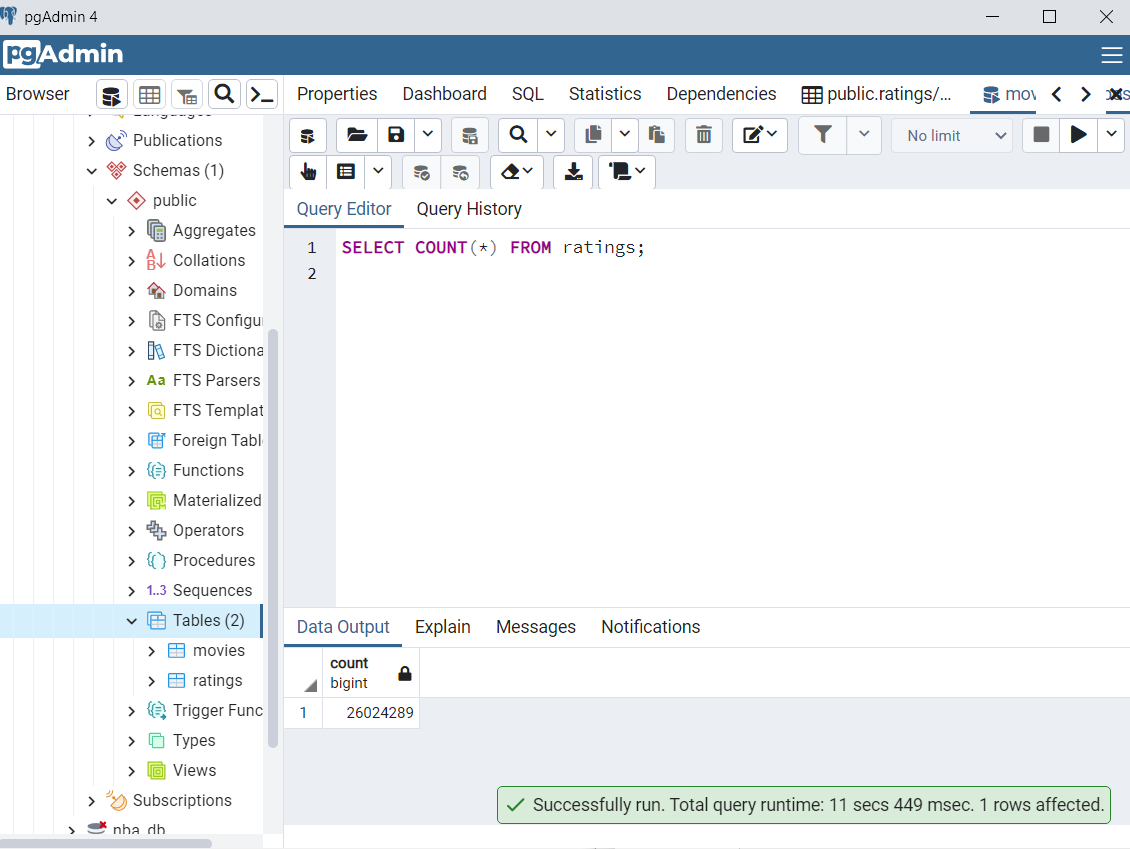 pgAdmin 4
pgAdmin
Browser
Properties Dashboard SQL Statistics Dependencies public.ratings/... mov
Languages
Publications
Schemas (1)
public
Aggregates
Collations
Domains
FTS Configu
FTS Dictiona
Aa FTS Parsers
FTS Templat
Foreign Tabl
Functions
Materialized
Operators
Procedures
1..3 Sequences
Tables (2)
movies
ratings
Trigger Func
Types
Views
Subscriptions
nba_db
No limit
Query Editor Query History
1 SELECT COUNT(*) FROM ratings;
2
Data Output Explain Messages Notifications
count
bigint
1 26024289
Successfully run. Total query runtime: 11 secs 449 msec. 1 rows affected.